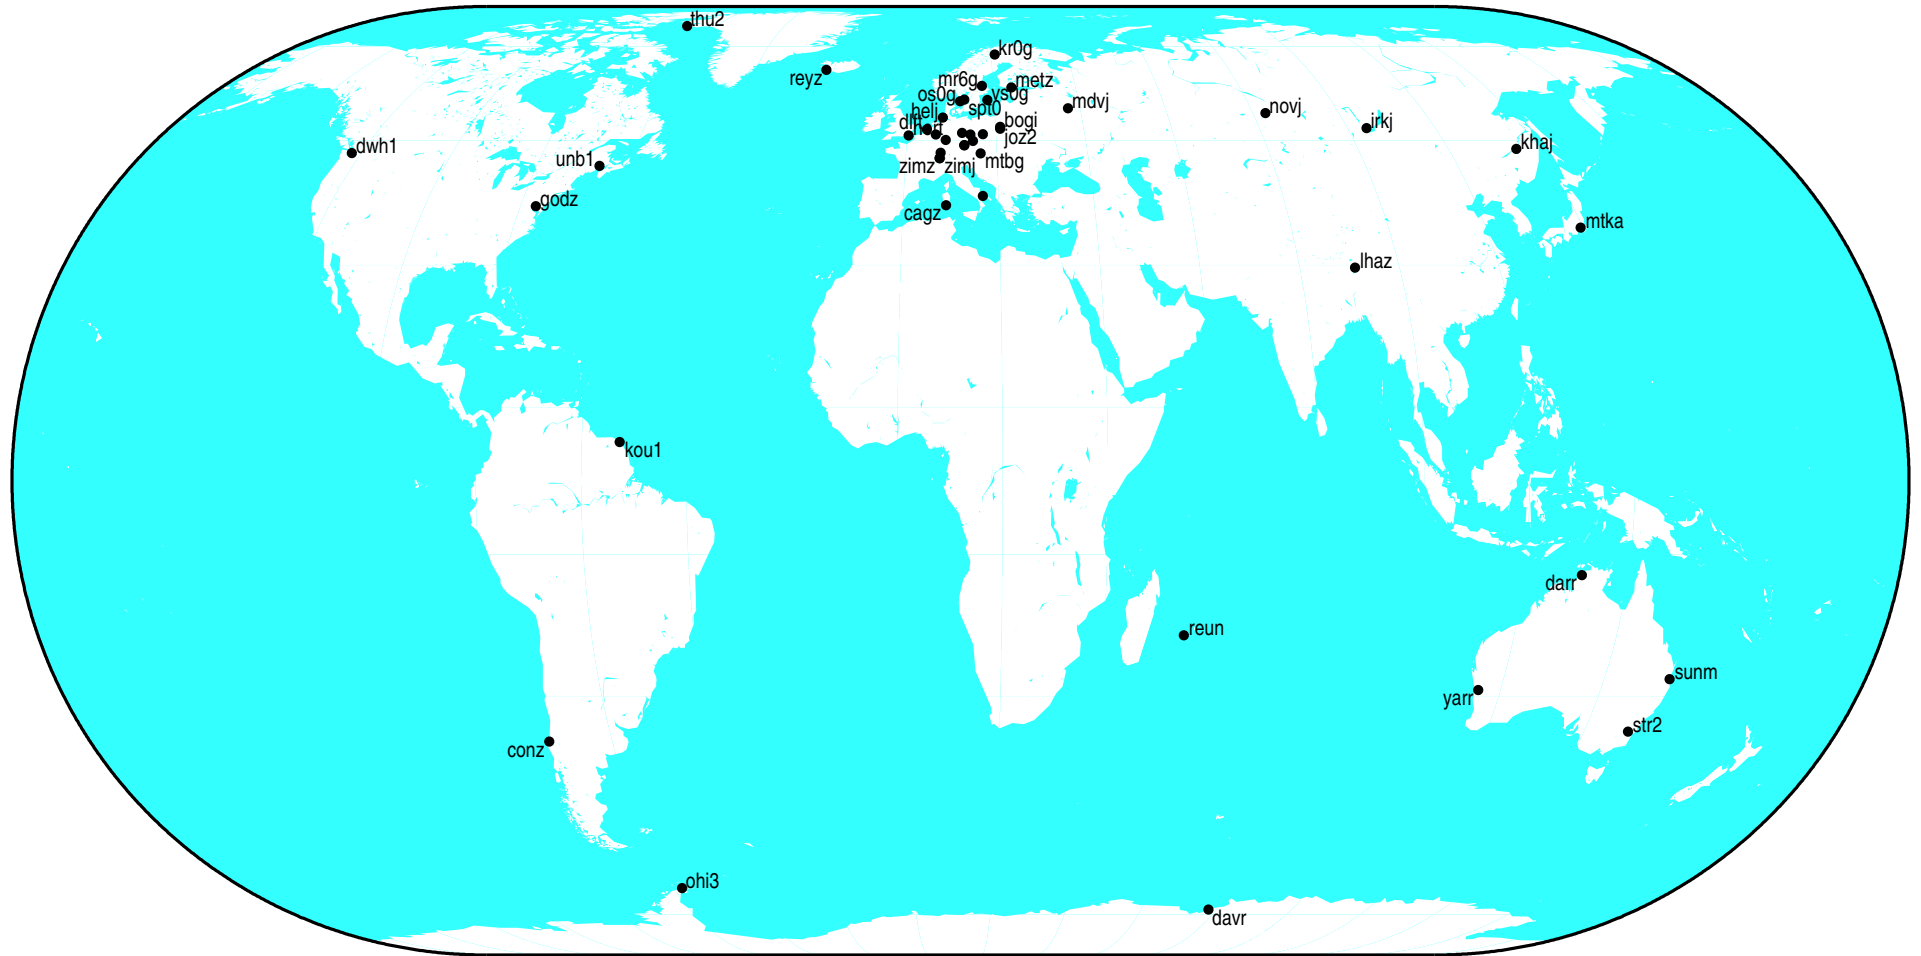 thu2
kr0g
reyz
mr6g
metz
os0g
vs0g
spt0
mdvj
novj
helj
bogi
irkj
joz2
khaj
dwh1
unb1
zimz
zimj
mtbg
godz
cagz
mtka
lhaz
kou1
darr
reun
sunm
yarr
str2
conz
ohi3
davr